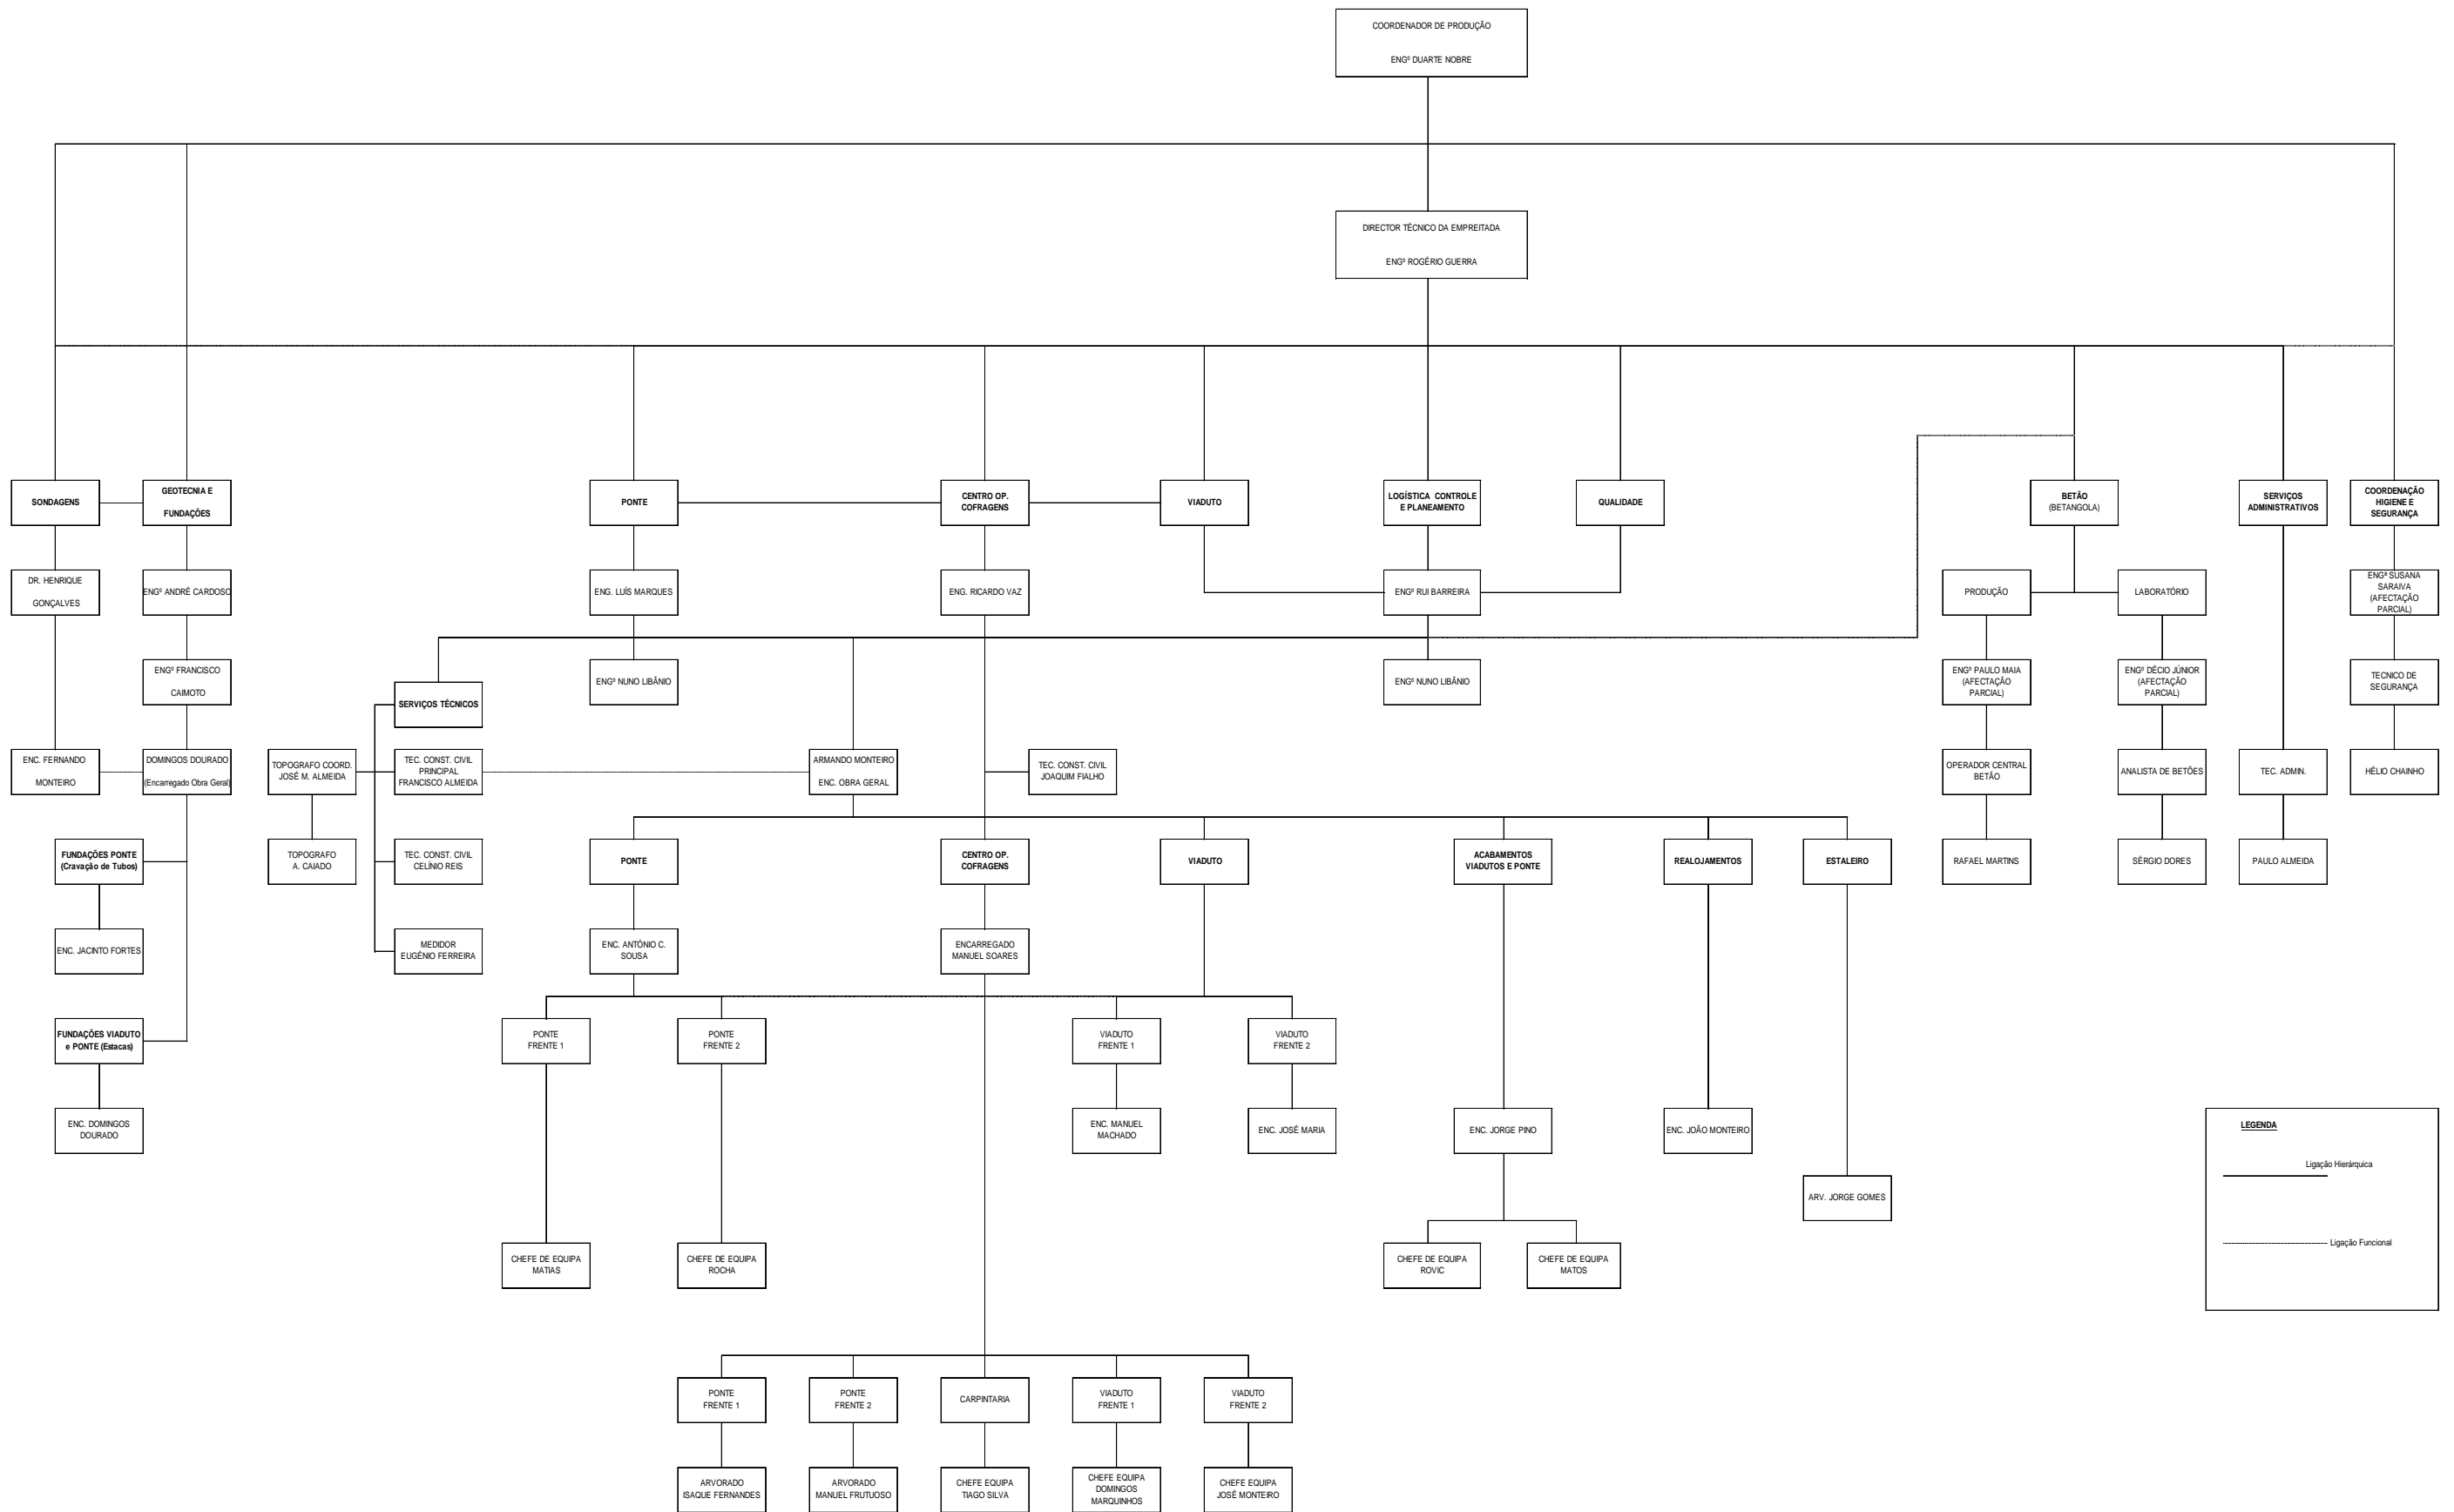 COORDENADOR DE PRODUÇÃO
ENGº DUARTE NOBRE
DIRECTOR TÉCNICO DA EMPREITADA
ENGº ROGÉRIO GUERRA
SONDAGENS
GEOTECNIA E
FUNDAÇÕES
PONTE
CENTRO OP.
COFRAGENS
VIADUTO
LOGÍSTICA CONTROLE
E PLANEAMENTO
QUALIDADE
BETÃO
(BETANGOLA)
SERVIÇOS
ADMINISTRATIVOS
COORDENAÇÃO
HIGIENE E
SEGURANÇA
DR. HENRIQUE
GONÇALVES
ENGº ANDRÉ CARDOSO
ENG. LUÍS MARQUES
ENG. RICARDO VAZ
ENGº RUI BARREIRA
PRODUÇÃO
LABORATÓRIO
ENGª SUSANA
SARAIVA
(AFECTAÇÃO
PARCIAL)
ENGº FRANCISCO
CAIMOTO
SERVIÇOS TÉCNICOS
ENGº NUNO LIBÂNIO
ENGº NUNO LIBÂNIO
ENGº PAULO MAIA
(AFECTAÇÃO
PARCIAL)
ENGº DÉCIO JÚNIOR
(AFECTAÇÃO
PARCIAL)
TECNICO DE
SEGURANÇA
ENC. FERNANDO
MONTEIRO
DOMINGOS DOURADO
(Encarregado Obra Geral)
TOPOGRAFO COORD.
JOSÉ M. ALMEIDA
TEC. CONST. CIVIL
PRINCIPAL
FRANCISCO ALMEIDA
ARMANDO MONTEIRO
ENC. OBRA GERAL
TEC. CONST. CIVIL
JOAQUIM FIALHO
OPERADOR CENTRAL
BETÃO
ANALISTA DE BETÕES
TEC. ADMIN.
HÉLIO CHAINHO
FUNDAÇÕES PONTE
(Cravação de Tubos)
TOPOGRAFO
A. CAIADO
TEC. CONST. CIVIL
CELÍNIO REIS
PONTE
CENTRO OP.
COFRAGENS
VIADUTO
ACABAMENTOS
VIADUTOS E PONTE
REALOJAMENTOS
ESTALEIRO
RAFAEL MARTINS
SÉRGIO DORES
PAULO ALMEIDA
ENC. JACINTO FORTES
MEDIDOR
EUGÉNIO FERREIRA
ENC. ANTÓNIO C.
SOUSA
ENCARREGADO
MANUEL SOARES
FUNDAÇÕES VIADUTO
e PONTE (Estacas)
PONTE
FRENTE 1
PONTE
FRENTE 2
VIADUTO
FRENTE 1
VIADUTO
FRENTE 2
ENC. DOMINGOS
DOURADO
ENC. MANUEL
MACHADO
ENC. JOSÉ MARIA
ENC. JORGE PINO
ENC. JOÃO MONTEIRO
ARV. JORGE GOMES
LEGENDA
Ligação Hierárquica
Ligação Funcional
CHEFE DE EQUIPA
MATIAS
CHEFE DE EQUIPA
ROCHA
CHEFE DE EQUIPA
ROVIC
CHEFE DE EQUIPA
MATOS
PONTE
FRENTE 1
PONTE
FRENTE 2
CARPINTARIA
VIADUTO
FRENTE 1
VIADUTO
FRENTE 2
ARVORADO
ISAQUE FERNANDES
ARVORADO
MANUEL FRUTUOSO
CHEFE EQUIPA
TIAGO SILVA
CHEFE EQUIPA
DOMINGOS
MARQUINHOS
CHEFE EQUIPA
JOSÉ MONTEIRO